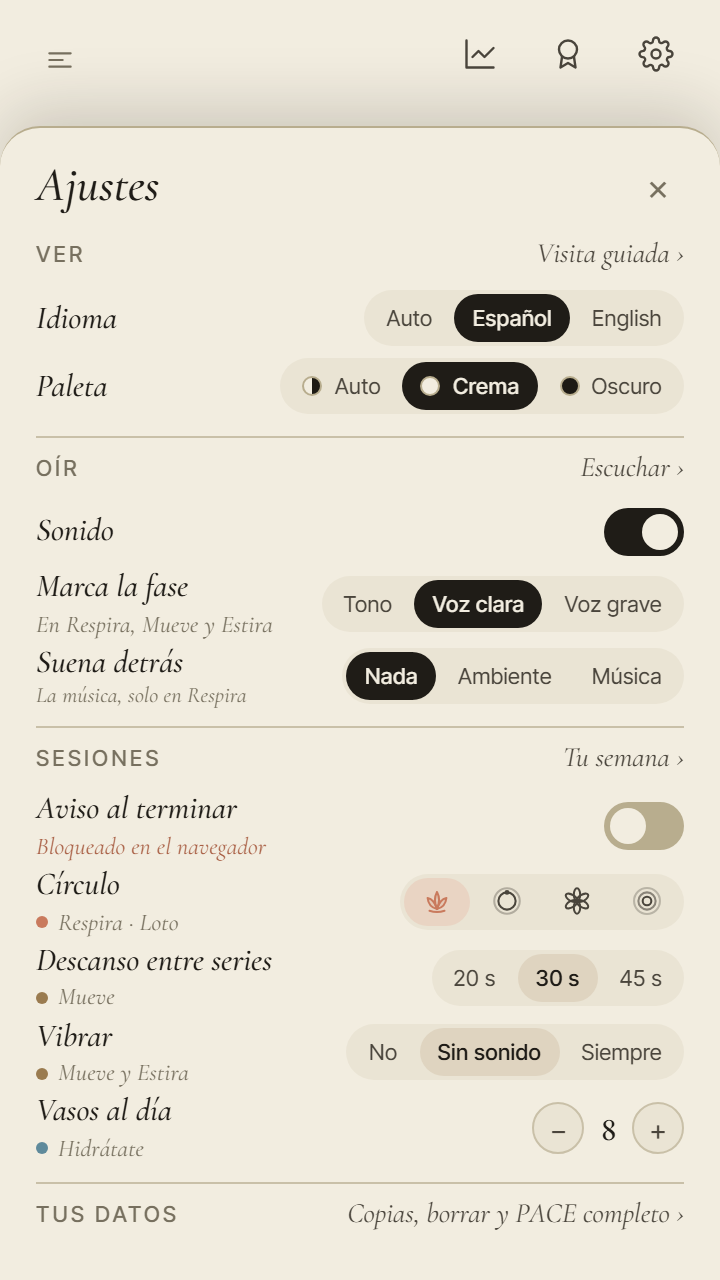 Ajustes
VER
Visita guiada ›
Idioma
Auto Español English
Paleta
Auto Crema Oscuro
OÍR
Escuchar ›
Sonido
Marca la fase
En Respira, Mueve y Estira
Tono Voz clara Voz grave
Suena detrás
La música, solo en Respira
Nada Ambiente Música
SESIONES
Tu semana ›
Aviso al terminar
Bloqueado en el navegador
Círculo
Respira · Loto
Descanso entre series
Mueve
20 s 30 s 45 s
Vibrar
Mueve y Estira
No Sin sonido Siempre
Vasos al día
Hidrátate
− 8 +
TUS DATOS
Copias, borrar y PACE completo ›